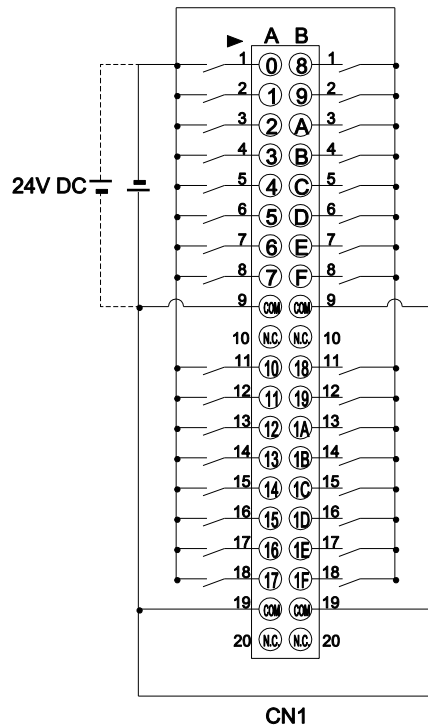 A B
1 0 8 1
2 1 9 2
3 2 A 3
4 3 B 4
5 4 C 5
24V DC
6 5 D 6
7 6 E 7
8 7 F 8
9 COM COM 9
10 N.C. N.C. 10
11 10 18 11
12 11 19 12
13 12 1A 13
14 13 1B 14
15 14 1C 15
16 15 1D 16
17 16 1E 17
18 17 1F 18
19 COM COM 19
20 N.C. N.C. 20
CN1